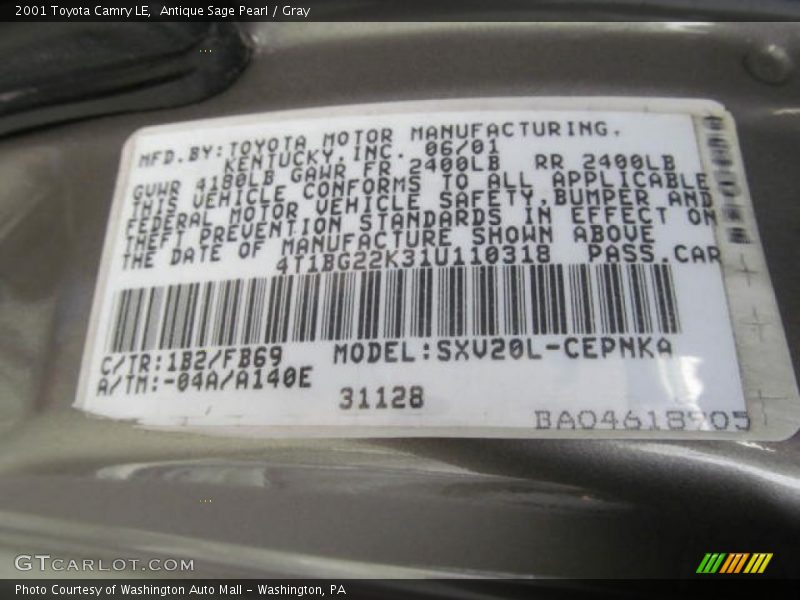 2001 Toyota Camry LE, Antique Sage Pearl / Gray
MFD.BY:TOYOTA MOTOR MANUFACTURING.
KENTUCKY,INC. 06/01
GVWR 4180LB GAWR FR 2400LB RR 2400LB
THIS VEHICLE CONFORMS TO ALL APPLICABLE
FEDERAL MOTOR VEHICLE SAFETY,BUMPER AND
THEFT PREVENTION STANDARDS IN EFFECT ON
THE DATE OF MANUFACTURE SHOWN ABOVE
4T1BG22K31U110318 PASS.CAR
C/TR:1B2/FB69 MODEL:SXV20L-CEPNKA
A/TM:-04A/A140E
31128
BA04618905
GTCARLOT.COM
Photo Courtesy of Washington Auto Mall - Washington, PA